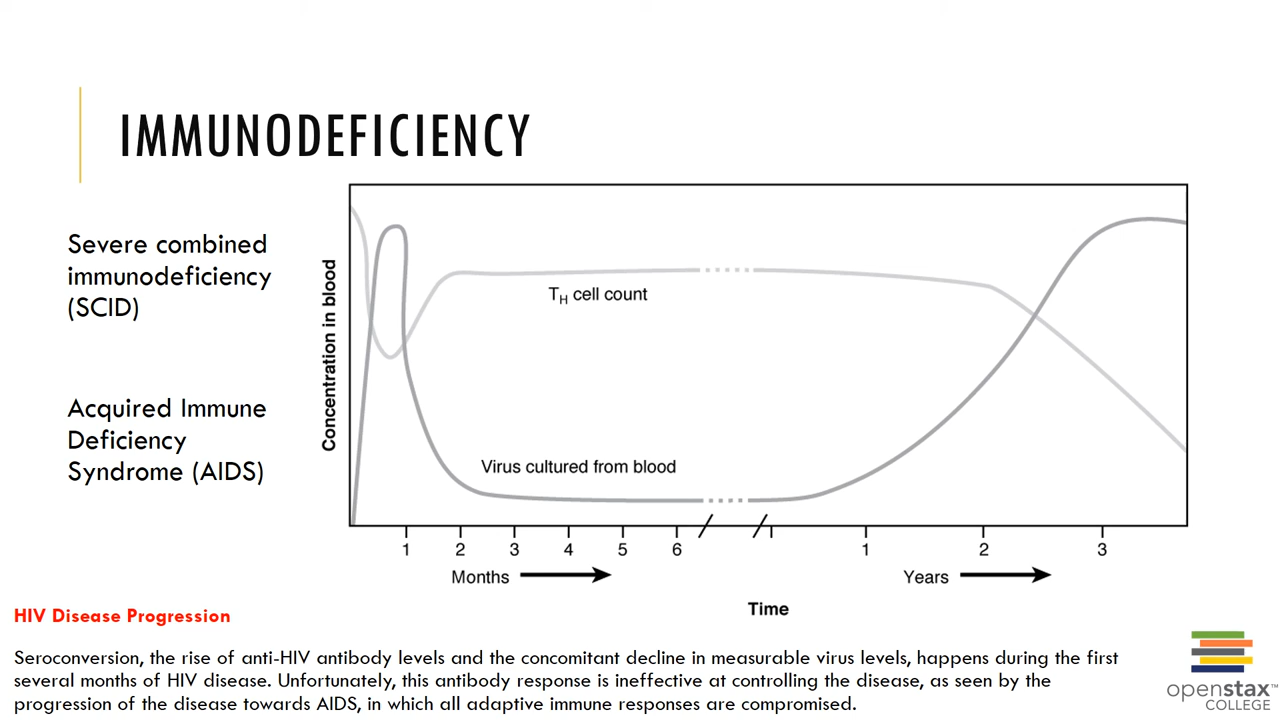 IMMUNODEFICIENCY
Severe combined
immunodeficiency
(SCID)
Acquired Immune
Deficiency
Syndrome (AIDS)
Concentration in blood
TH cell count
Virus cultured from blood
1 2 3 4 5 6 1 2 3
Months Years
Time
HIV Disease Progression
Seroconversion, the rise of anti-HIV antibody levels and the concomitant decline in measurable virus levels, happens during the first
several months of HIV disease. Unfortunately, this antibody response is ineffective at controlling the disease, as seen by the
progression of the disease towards AIDS, in which all adaptive immune responses are compromised.
openstax™
COLLEGE